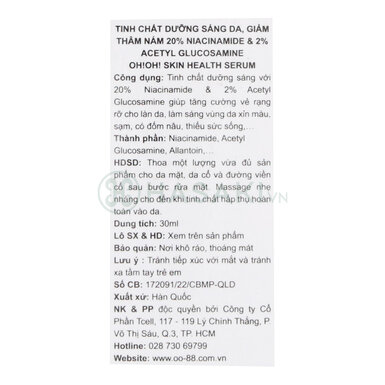 TINH CHẤT DƯỠNG SÁNG DA, GIẢM
THÂM NÁM 20% NIACINAMIDE & 2%
ACETYL GLUCOSAMINE
OH!OH! SKIN HEALTH SERUM
Công dụng: Tinh chất dưỡng sáng với
20% Niacinamide & 2% Acetyl
Glucosamine giúp tăng cường vẻ rạng
rỡ cho làn da, làm sáng vùng da xỉn màu,
sạm, có đốm nâu, thiếu sức sống,...
Thành phần: Niacinamide, Acetyl
Glucosamine, Allantoin,...
HDSD: Thoa một lượng vừa đủ sản
phẩm cho da mặt, da cổ và đường viền
cổ sau bước rửa mặt. Massage nhẹ
nhàng cho đến khi tinh chất hấp thụ hoàn
toàn vào da.
Dung tích: 30ml
Lô SX & HD: Xem trên sản phẩm
Bảo quản: Nơi khô ráo, thoáng mát
Lưu ý : Tránh tiếp xúc với mắt và tránh
xa tầm tay trẻ em
Số CB: 172091/22/CBMP-QLD
Xuất xứ: Hàn Quốc
NK & PP độc quyền bởi Công ty Cổ
Phần Tcell, 117 - 119 Lý Chính Thắng, P.
Võ Thị Sáu, Q.3, TP. HCM
Hotline: 028 730 69799
Website: www.oo-88.com.vn
HASAKI.VN